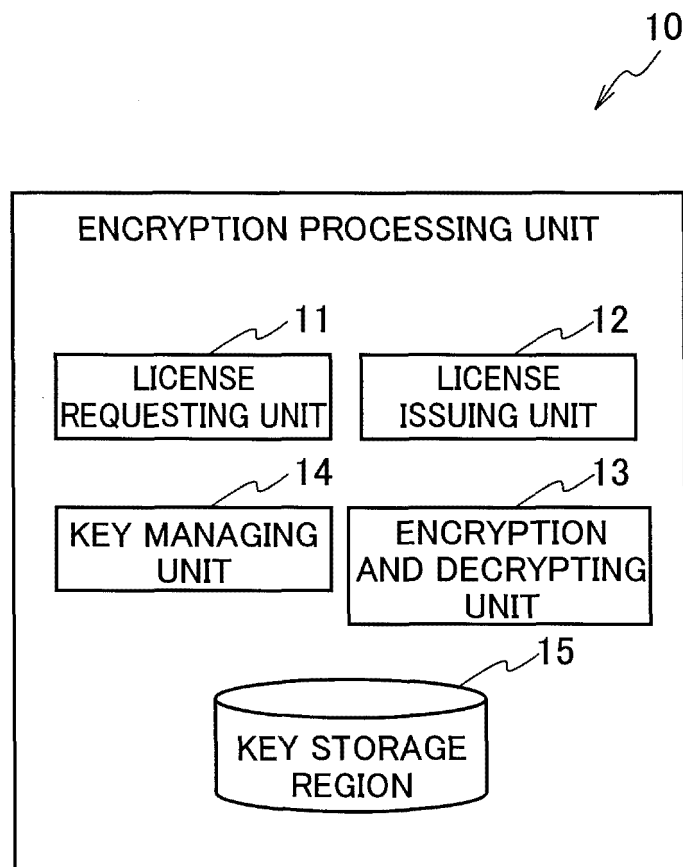 10
ENCRYPTION PROCESSING UNIT
11
12
LICENSE
REQUESTING UNIT
LICENSE
ISSUING UNIT
14
13
KEY MANAGING
UNIT
ENCRYPTION
AND DECRYPTING
UNIT
15
KEY STORAGE
REGION